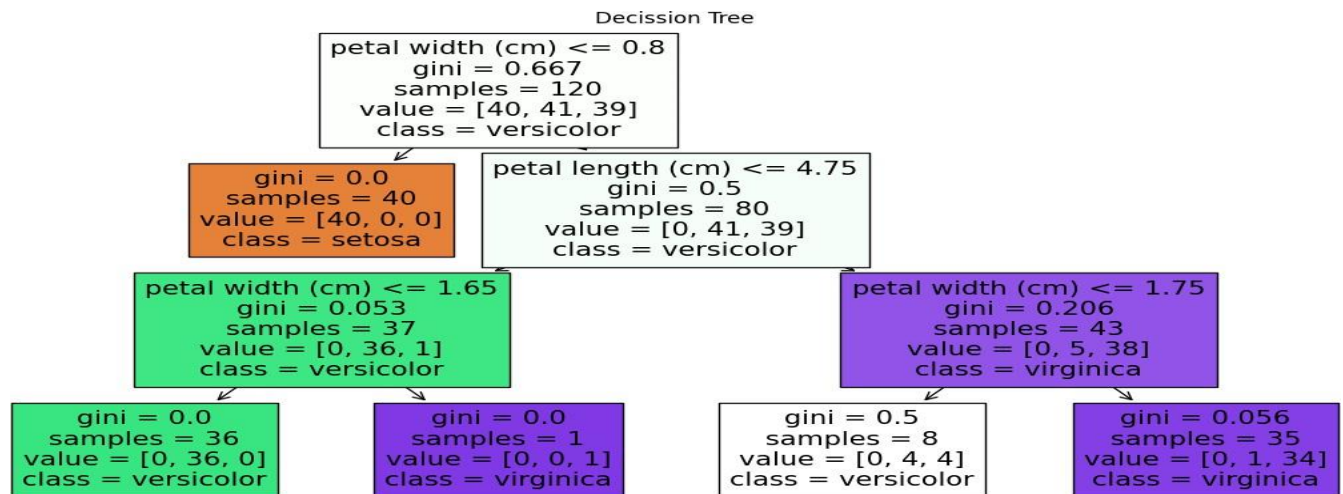 Decission Tree
petal width (cm) <= 0.8
gini = 0.667
samples = 120
value = [40, 41, 39]
class = versicolor
gini = 0.0
samples = 40
value = [40, 0, 0]
class = setosa
petal length (cm) <= 4.75
gini = 0.5
samples = 80
value = [0, 41, 39]
class = versicolor
petal width (cm) <= 1.65
gini = 0.053
samples = 37
value = [0, 36, 1]
class = versicolor
petal width (cm) <= 1.75
gini = 0.206
samples = 43
value = [0, 5, 38]
class = virginica
gini = 0.0
samples = 36
value = [0, 36, 0]
class = versicolor
gini = 0.0
samples = 1
value = [0, 0, 1]
class = virginica
gini = 0.5
samples = 8
value = [0, 4, 4]
class = versicolor
gini = 0.056
samples = 35
value = [0, 1, 34]
class = virginica